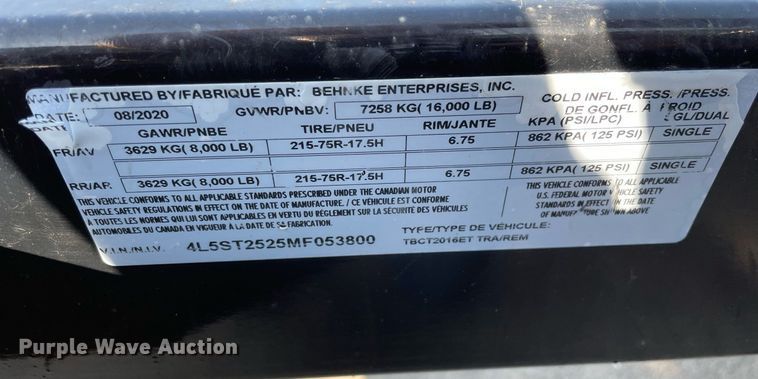 MANUFACTURED BY/FABRIQUÉ PAR: BEHNKE ENTERPRISES, INC.
DATE: 08/2020 GVWR/PNBV: 7258 KG( 16,000 LB) COLD INFL. PRESS. /PRESS.
DATE DE GONFL. À FROID
GAWR/PNBE TIRE/PNEU RIM/JANTE KPA (PSI/LPC) SGL/DUAL
FR/AV 3629 KG( 8,000 LB) 215-75R-17.5H 6.75 862 KPA( 125 PSI) SINGLE
RR/AR 3629 KG( 8,000 LB) 215-75R-17.5H 6.75 862 KPA( 125 PSI) SINGLE
THIS VEHICLE CONFORMS TO ALL APPLICABLE STANDARDS PRESCRIBED UNDER THE CANADIAN MOTOR
VEHICLE SAFETY REGULATIONS IN EFFECT ON THE DATE OF MANUFACTURE. / CE VÉHICULE EST CONFORME
A TOUTES LES NORMES QUI LUI SONT APPLICABLES EN VERTU DU RÈGLEMENT SUR LA SÉCURITÉ DES VÉHICULES
AUTOMOBILES DU CANADA EN VIGUEUR A LA DATE DE SA FABRICATION.
THIS VEHICLE CONFORMS TO ALL APPLICABLE
U.S. FEDERAL MOTOR VEHICLE SAFETY
STANDARDS IN EFFECT ON THE DATE
OF MANUFACTURE SHOWN ABOVE
V.I.N./N.I.V. 4L5ST2525MF053800 TYPE/TYPE DE VÉHICULE:
TBCT2016ET TRA/REM
Purple Wave Auction